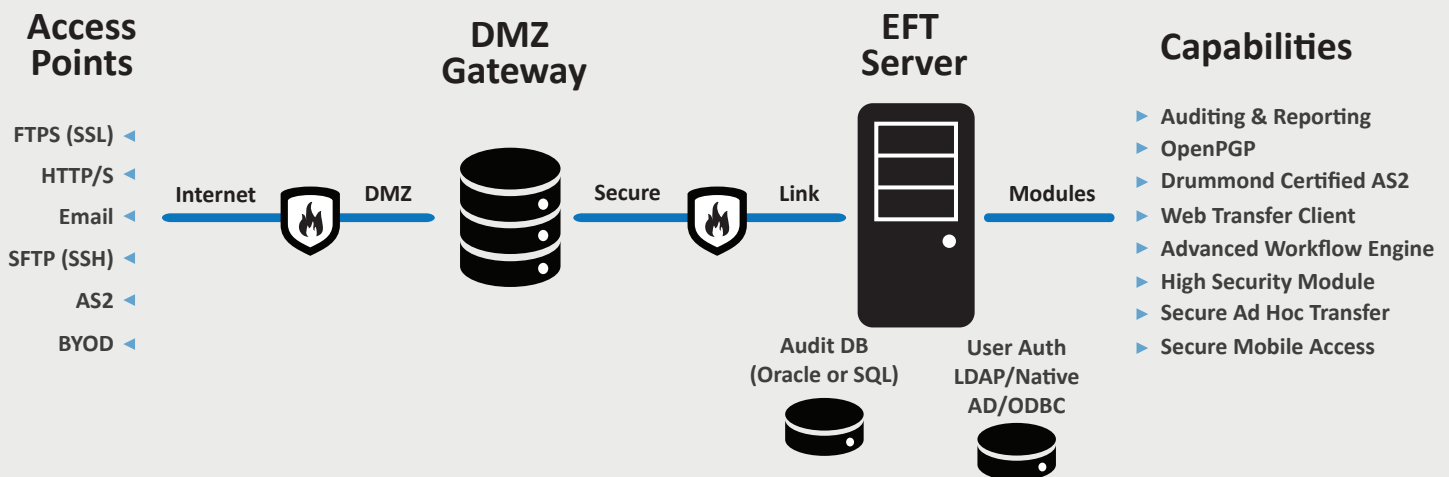 Access
Points
FTPS (SSL)
HTTP/S
Email
SFTP (SSH)
AS2
BYOD
Internet
DMZ
DMZ
Gateway
Secure
Link
EFT
Server
Audit DB
(Oracle or SQL)
User Auth
LDAP/Native
AD/ODBC
Modules
Capabilities
Auditing & Reporting
OpenPGP
Drummond Certified AS2
Web Transfer Client
Advanced Workflow Engine
High Security Module
Secure Ad Hoc Transfer
Secure Mobile Access